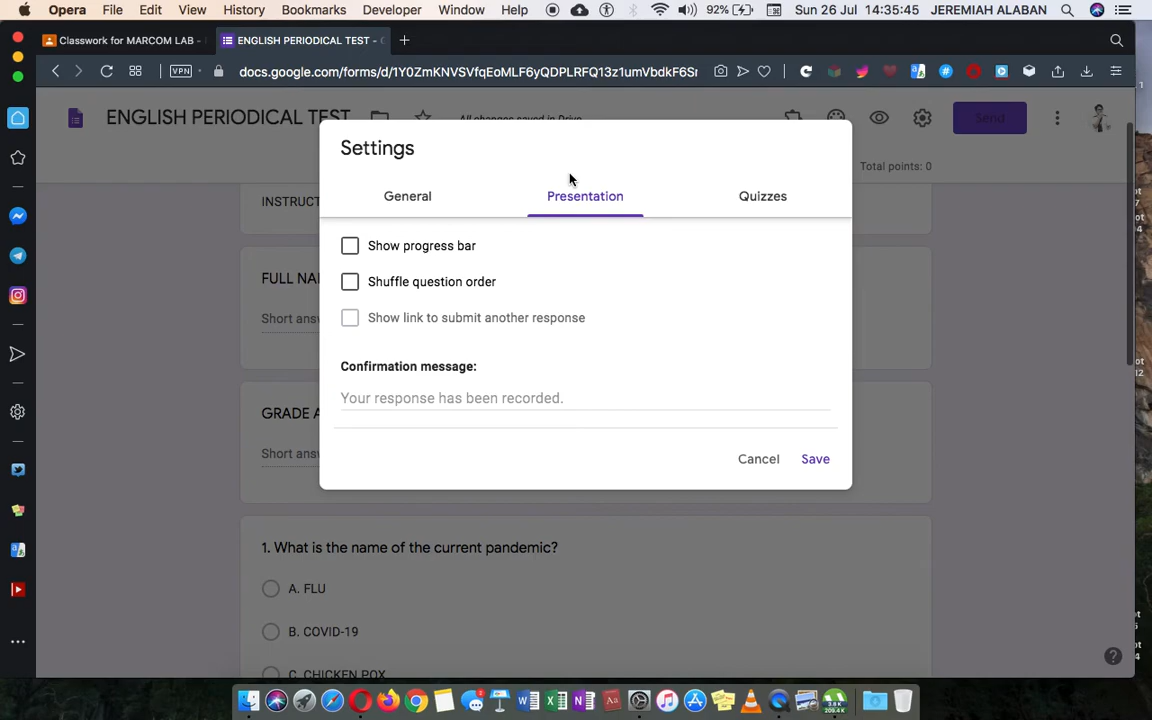 Opera File Edit View History Bookmarks Developer Window Help 92% Sun 26 Jul 14:35:45 JEREMIAH ALABAN
Classwork for MARCOM LAB - ENGLISH PERIODICAL TEST -
VPN docs.google.com/forms/d/1Y0ZmKNVSVfqEoMLF6yQDPLRFQ13z1umVbdkF6Sr
ENGLISH PERIODICAL TEST All changes saved in Drive Send
Settings
Total points: 0
General Presentation Quizzes
INSTRUCT
Show progress bar
FULL NA
Shuffle question order
Short answ
Show link to submit another response
Confirmation message:
Your response has been recorded.
GRADE A
Short answ
Cancel Save
1. What is the name of the current pandemic?
A. FLU
B. COVID-19
C. CHICKEN POX